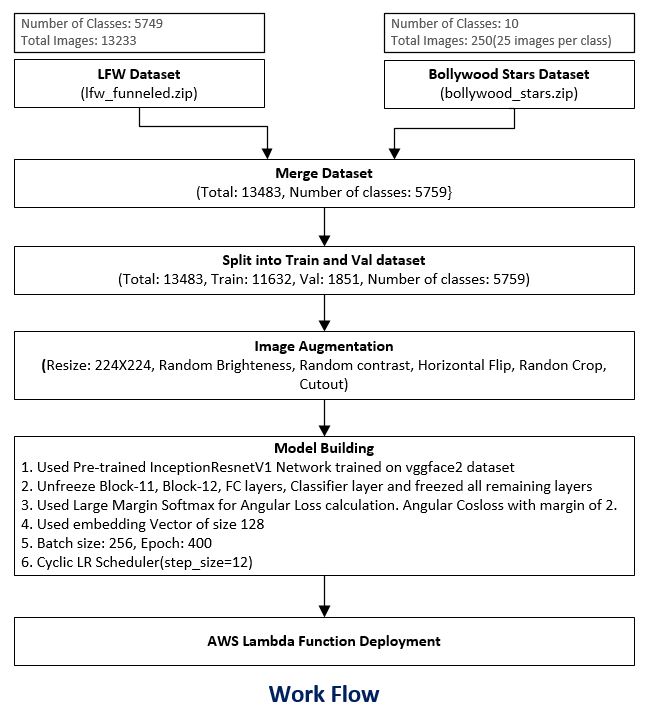 Number of Classes: 5749
Total Images: 13233
Number of Classes: 10
Total Images: 250(25 images per class)
LFW Dataset
(lfw_funneled.zip)
Bollywood Stars Dataset
(bollywood_stars.zip)
Merge Dataset
(Total: 13483, Number of classes: 5759}
Split into Train and Val dataset
(Total: 13483, Train: 11632, Val: 1851, Number of classes: 5759)
Image Augmentation
(Resize: 224X224, Random Brighteness, Random contrast, Horizontal Flip, Randon Crop,
Cutout)
Model Building
1. Used Pre-trained InceptionResnetV1 Network trained on vggface2 dataset
2. Unfreeze Block-11, Block-12, FC layers, Classifier layer and freezed all remaining layers
3. Used Large Margin Softmax for Angular Loss calculation. Angular Cosloss with margin of 2.
4. Used embedding Vector of size 128
5. Batch size: 256, Epoch: 400
6. Cyclic LR Scheduler(step_size=12)
AWS Lambda Function Deployment
Work Flow